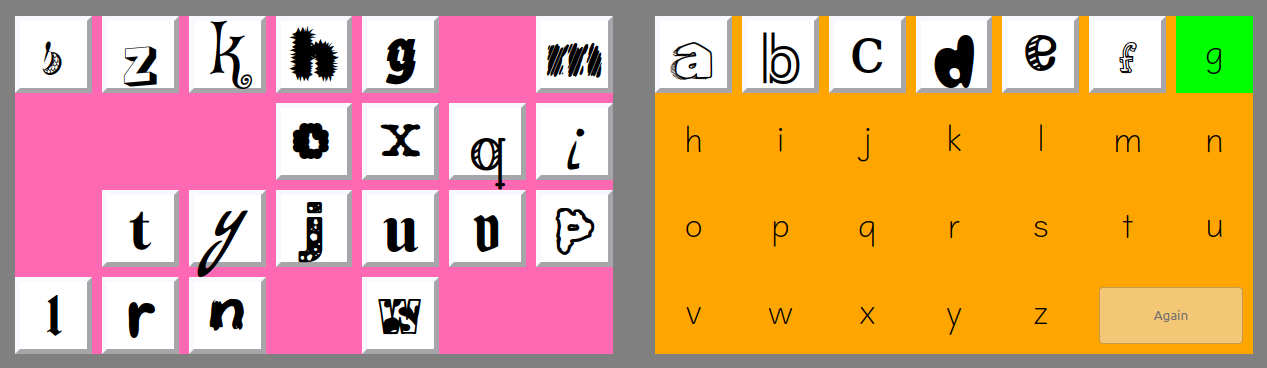 s z k h g m
o x q i
t y j u v p
l r n w
a b c d e f g
h i j k l m n
o p q r s t u
v w x y z Again